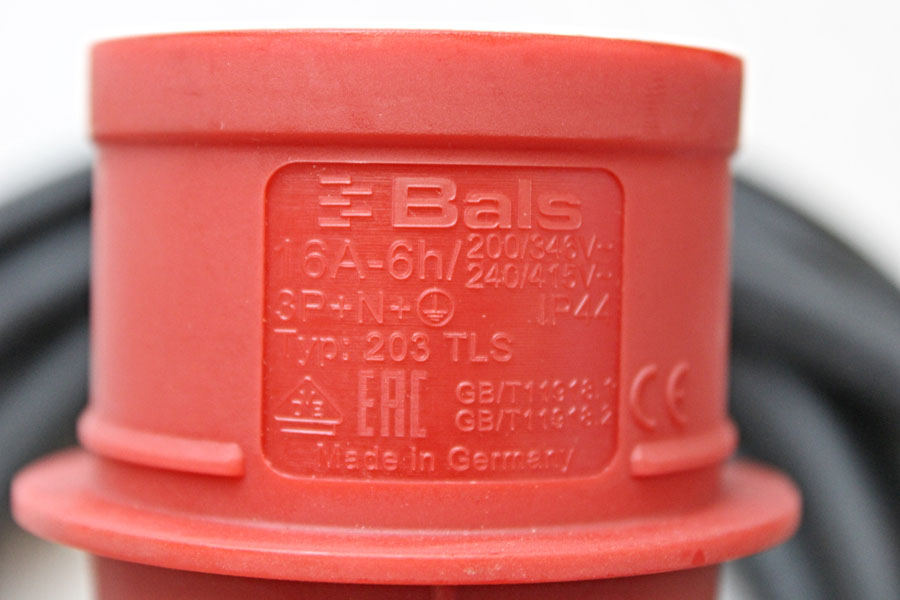 Bals
16A-6h/ 200/346V~
240/415V~
3P+N+⏚ IP44
Typ: 203 TLS
VDE EAC GB/T11918.1
GB/T11918.2 CE
Made in Germany